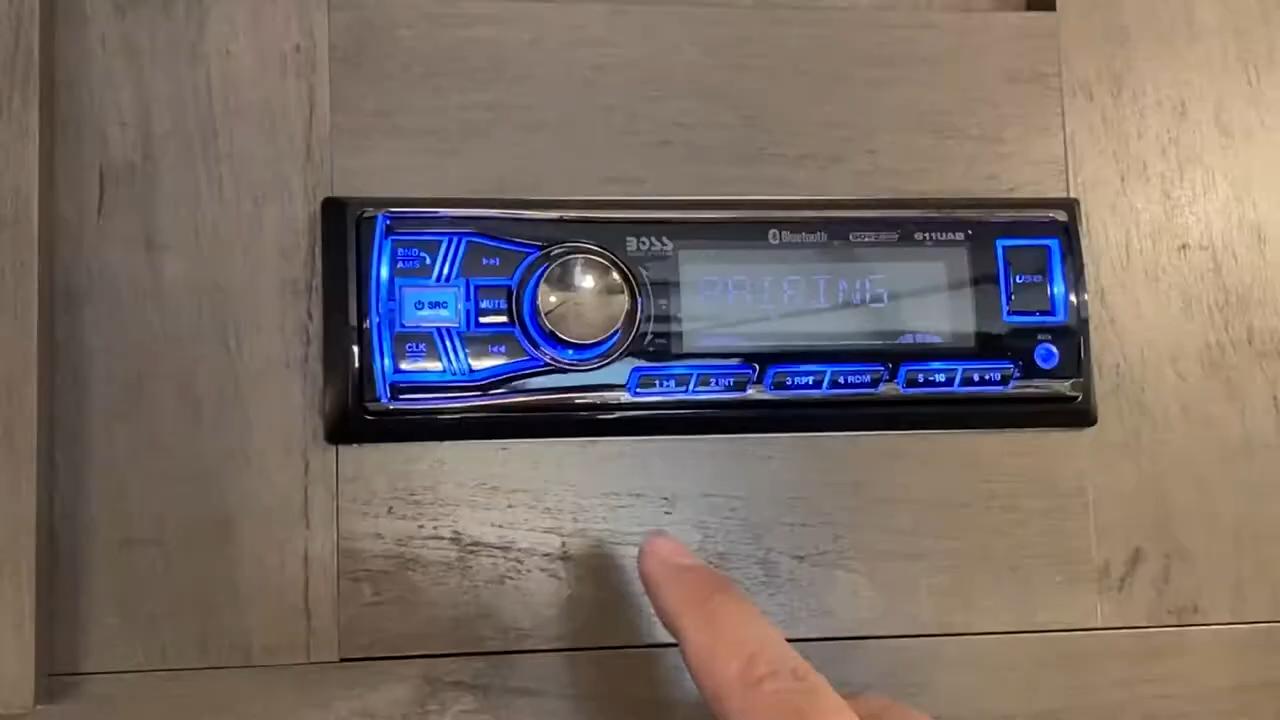 BOSS
Bluetooth
611UAB
BND
AMS
SRC
MUTE
CLK
PAIRING
USB
AUX
1
2 INT
3 RPT
4 RDM
5 -10
6 +10